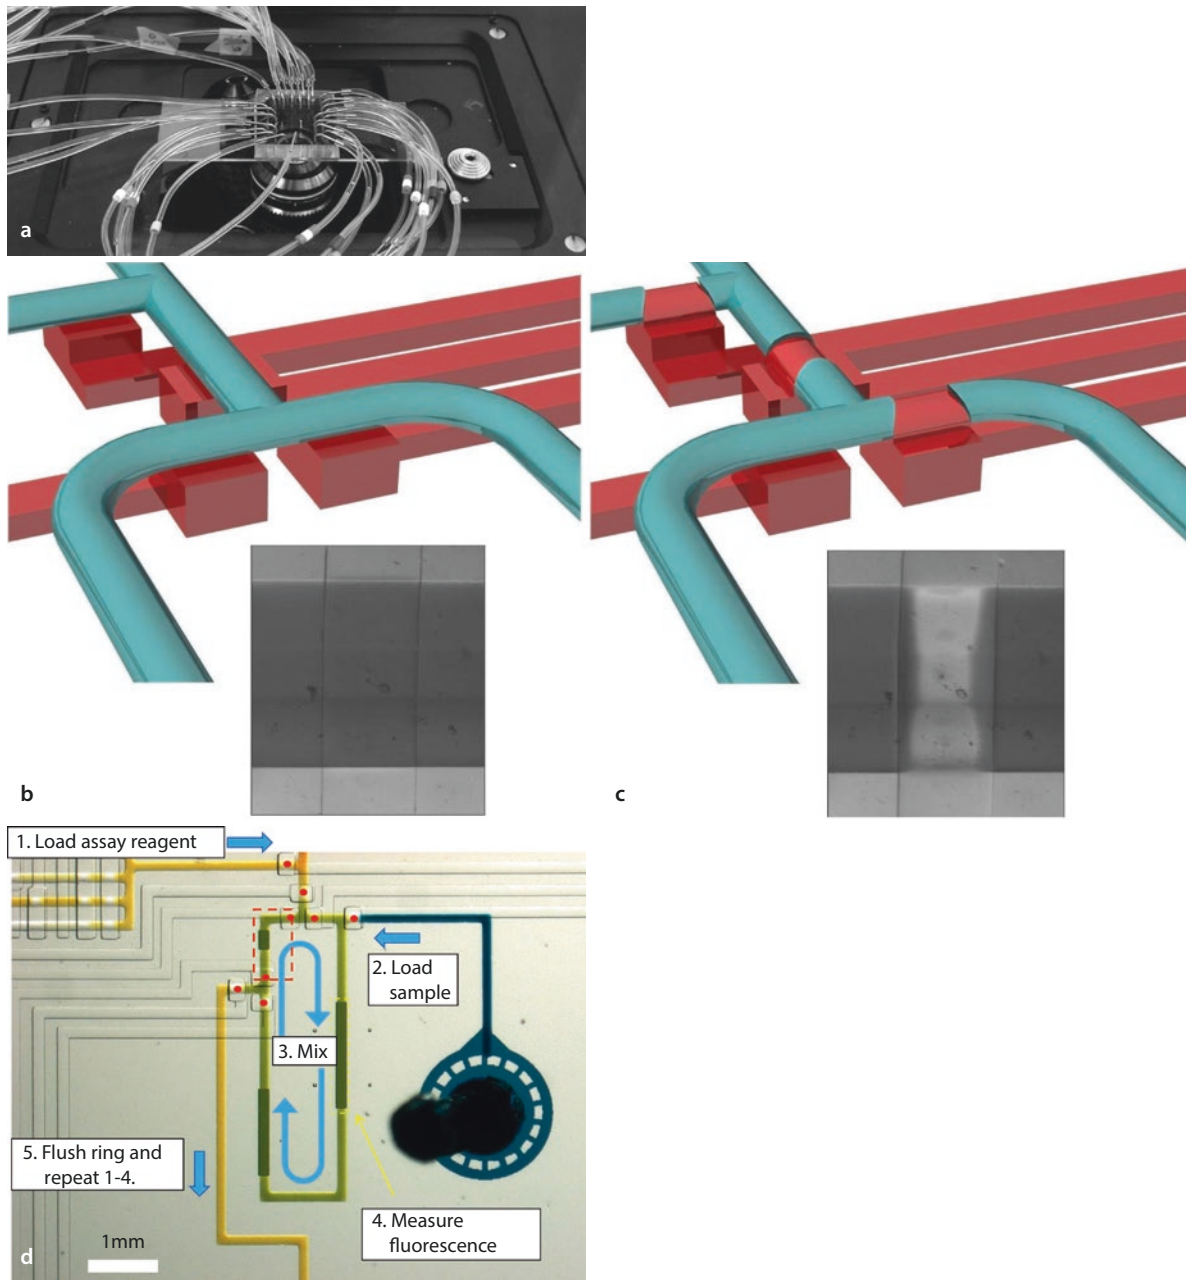 a
b
c
1. Load assay reagent
2. Load
sample
3. Mix
5. Flush ring and
repeat 1-4.
4. Measure
fluorescence
1mm
d